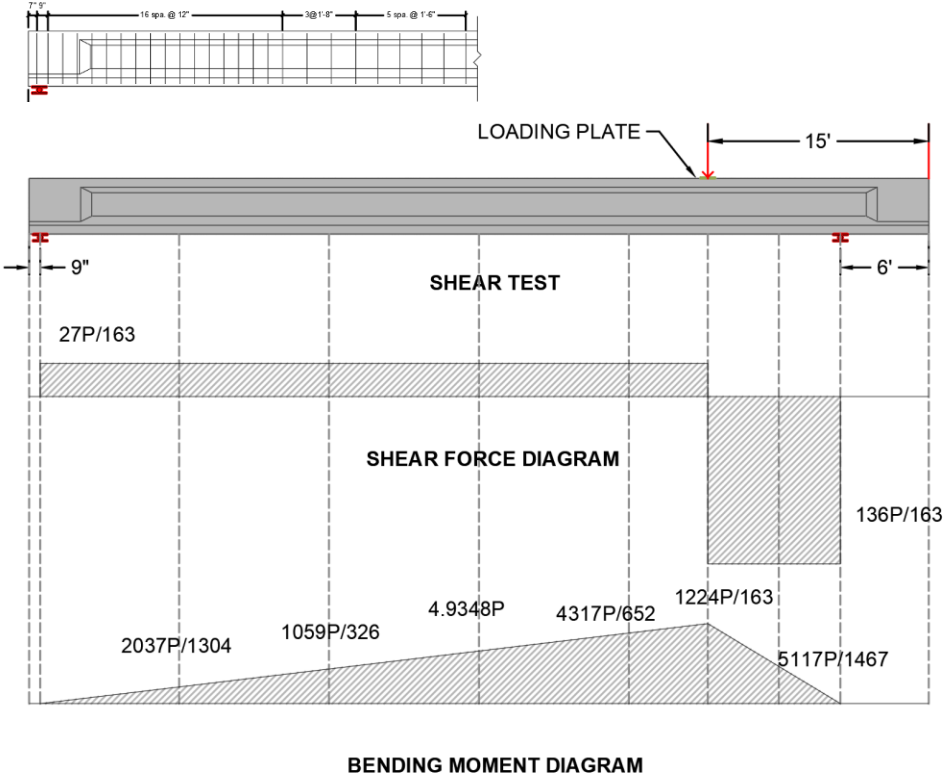 7" 9"
16 spa. @ 12"
3@1'-8"
5 spa. @ 1'-6"
LOADING PLATE
15'
9"
6'
SHEAR TEST
27P/163
SHEAR FORCE DIAGRAM
136P/163
2037P/1304
1059P/326
4.9348P
4317P/652
1224P/163
5117P/1467
BENDING MOMENT DIAGRAM